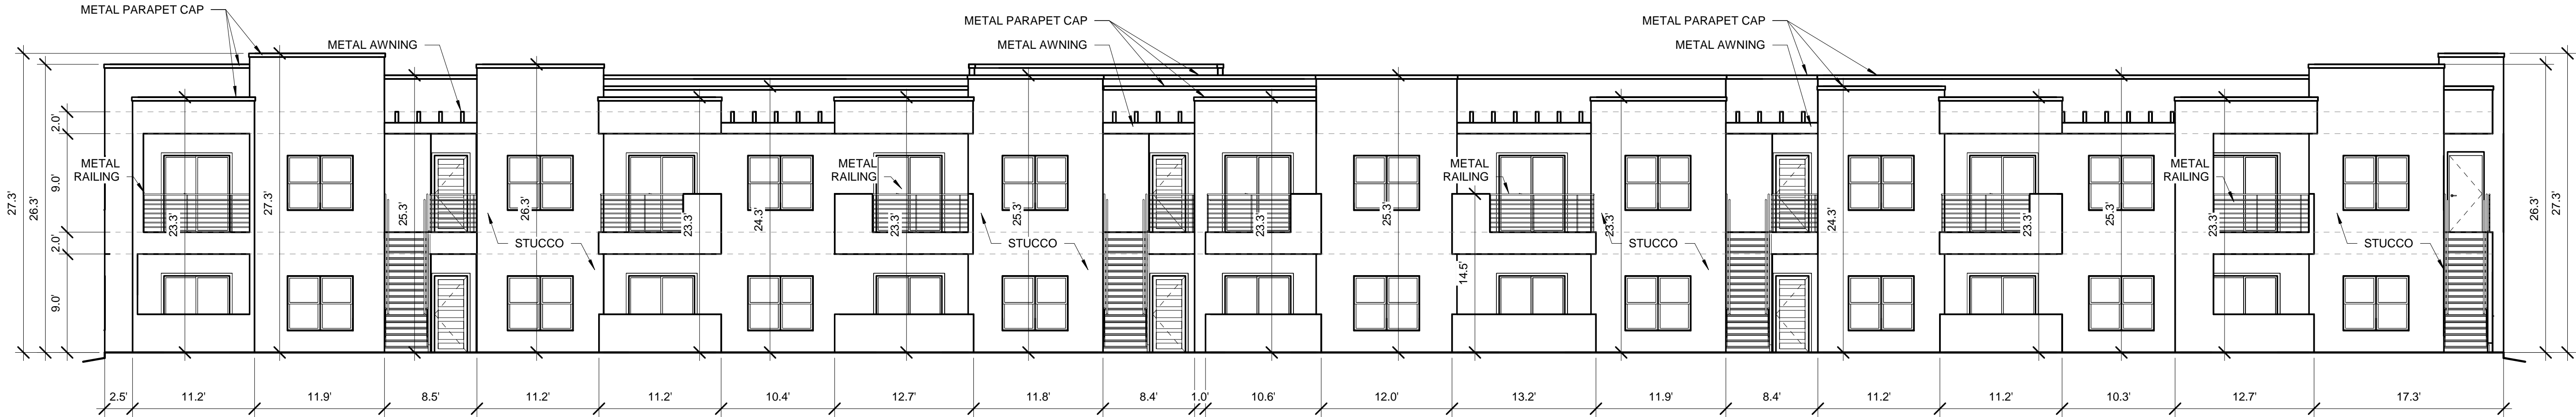 METAL PARAPET CAP
METAL PARAPET CAP
METAL PARAPET CAP
METAL AWNING
METAL AWNING
METAL AWNING
METAL
RAILING
METAL
RAILING
METAL
RAILING
METAL
RAILING
STUCCO
STUCCO
STUCCO
STUCCO
27.3'
26.3'
2.0'
9.0'
2.0'
9.0'
23.3'
27.3'
25.3'
26.3'
23.3'
24.3'
23.3'
25.3'
23.3'
25.3'
14.5'
23.3'
24.3'
23.3'
25.3'
23.3'
26.3'
27.3'
2.5'
11.2'
11.9'
8.5'
11.2'
11.2'
10.4'
12.7'
11.8'
8.4'
1.0'
10.6'
12.0'
13.2'
11.9'
8.4'
11.2'
11.2'
10.3'
12.7'
17.3'